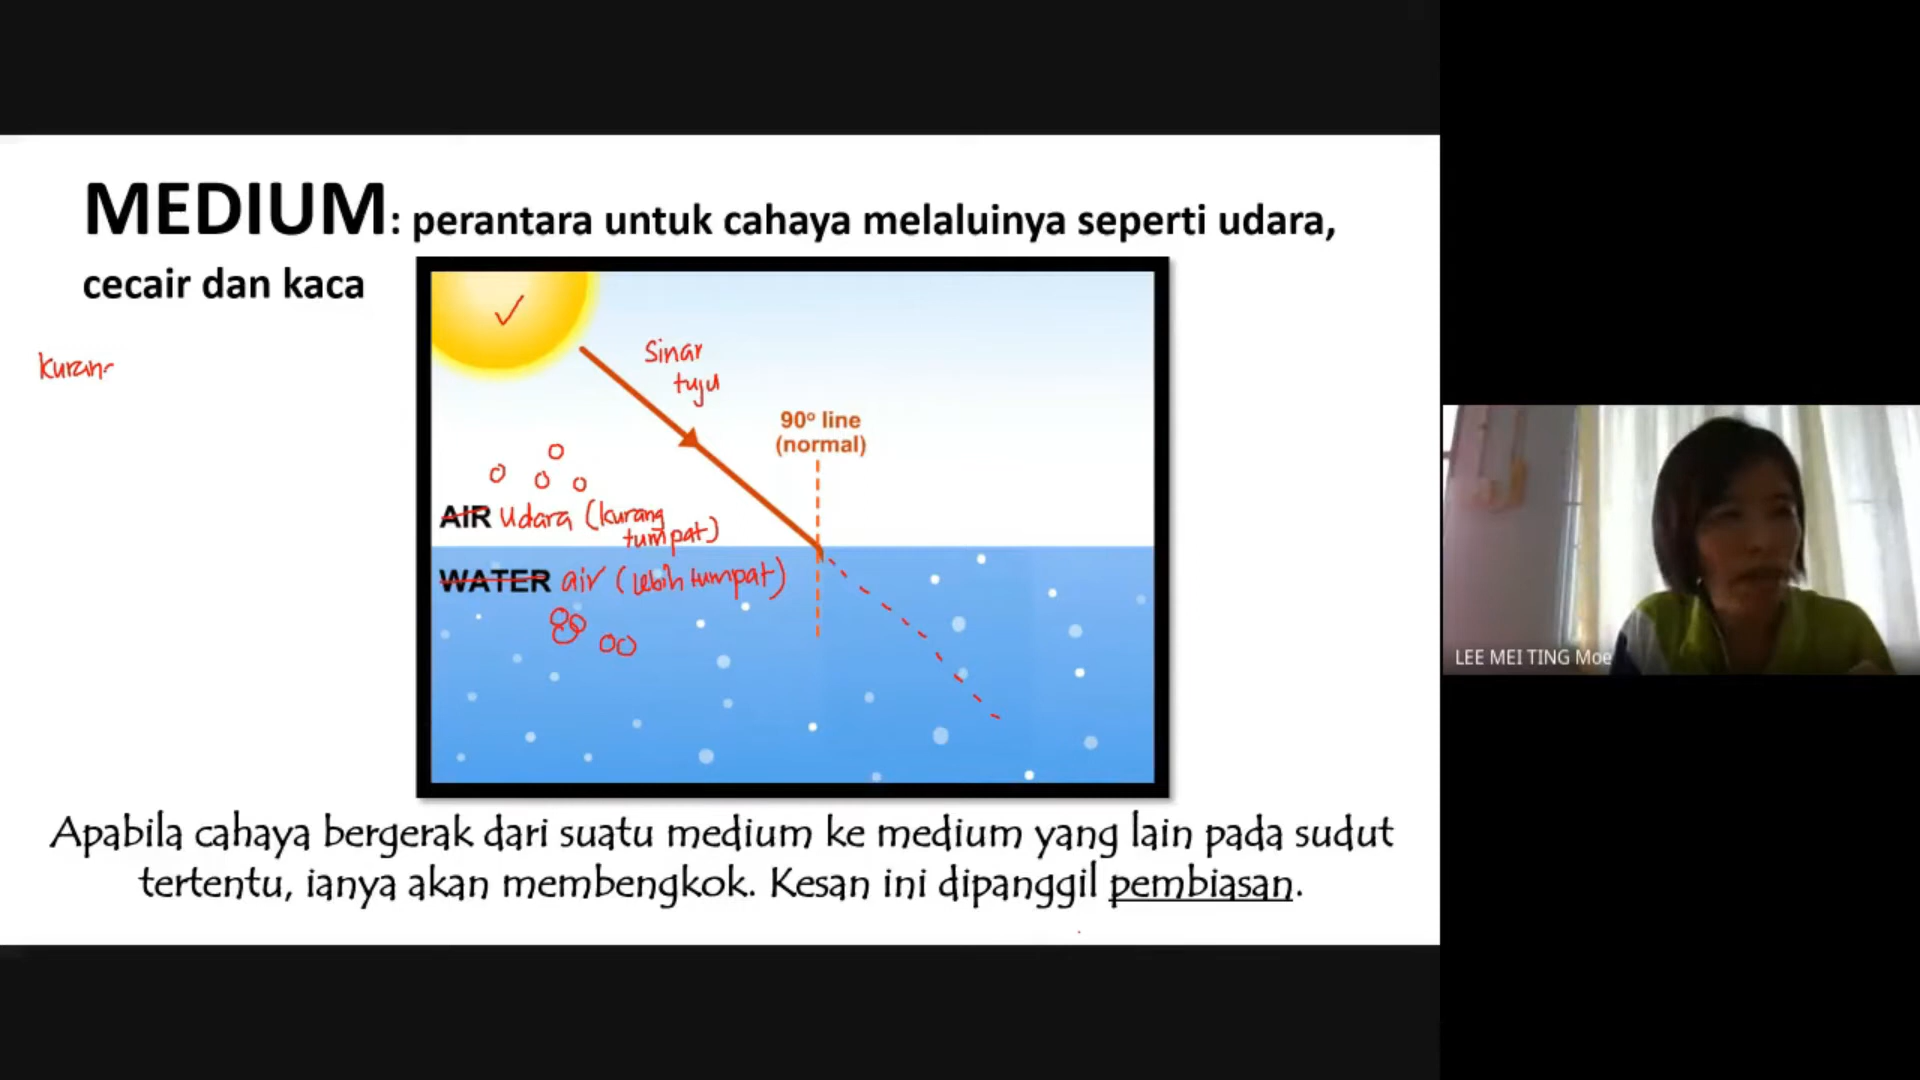 MEDIUM: perantara untuk cahaya melaluinya seperti udara,
cecair dan kaca
Sinar
tuju
90° line
(normal)
AIR udara (kurang
tumpat)
WATER air (lebih tumpat)
Apabila cahaya bergerak dari suatu medium ke medium yang lain pada sudut
tertentu, ianya akan membengkok. Kesan ini dipanggil pembiasan.
LEE MEI TING Moe